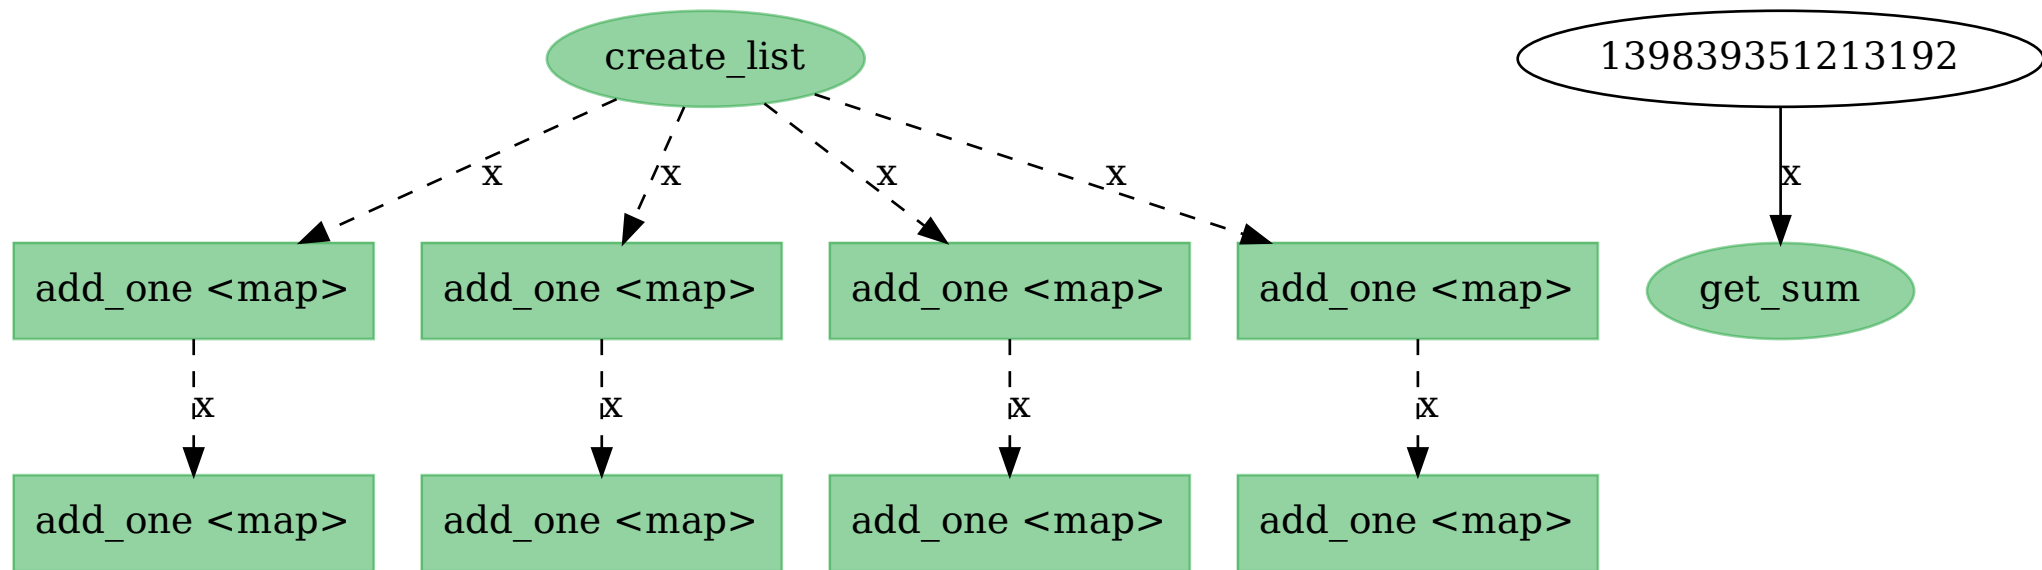 create_list
139839351213192
x
x
x
x
x
add_one <map>
add_one <map>
add_one <map>
add_one <map>
get_sum
x
x
x
x
add_one <map>
add_one <map>
add_one <map>
add_one <map>